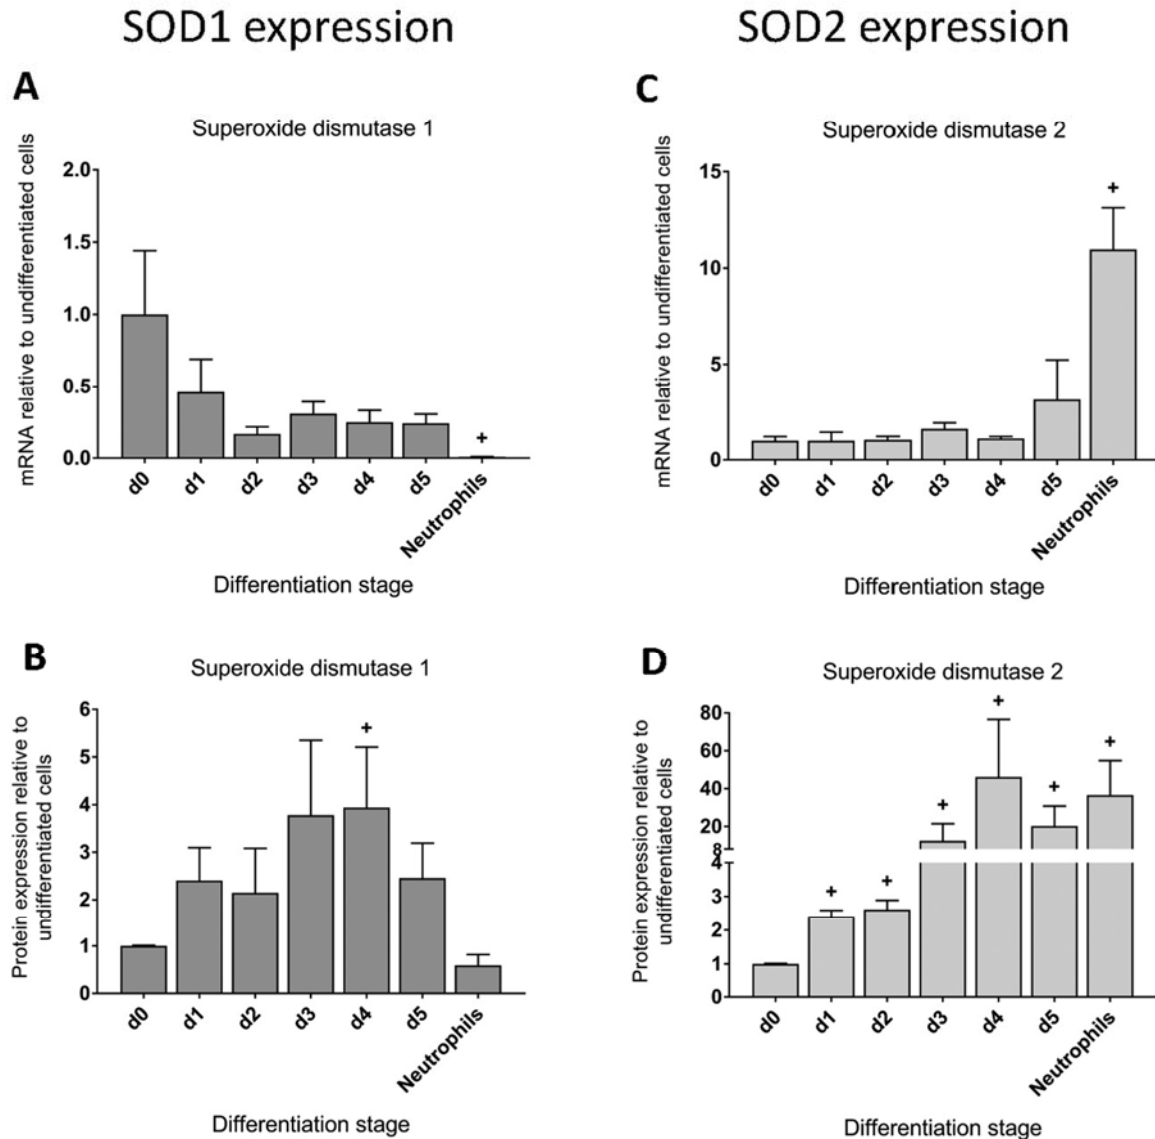 SOD1 expression
SOD2 expression
A
Superoxide dismutase 1
mRNA relative to undifferentiated cells
2.0
1.5
1.0
0.5
0.0
+
d0
d1
d2
d3
d4
d5
Neutrophils
Differentiation stage
C
Superoxide dismutase 2
mRNA relative to undifferentiated cells
15
10
5
0
+
d0
d1
d2
d3
d4
d5
Neutrophils
Differentiation stage
B
Superoxide dismutase 1
Protein expression relative to
undifferentiated cells
6
5
4
3
2
1
0
+
d0
d1
d2
d3
d4
d5
Neutrophils
Differentiation stage
D
Superoxide dismutase 2
Protein expression relative to
undifferentiated cells
80
60
40
20
8
4
3
2
1
0
+
+
+
+
+
+
d0
d1
d2
d3
d4
d5
Neutrophils
Differentiation stage